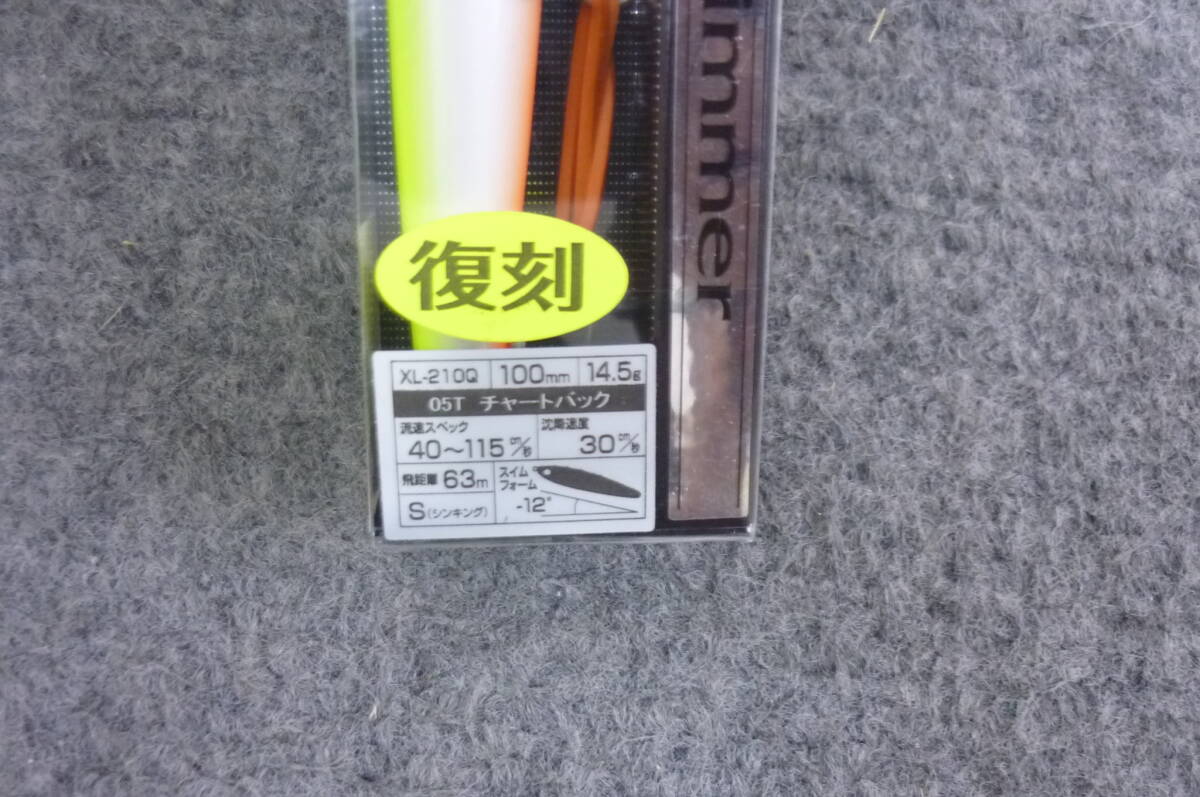 immer
復刻
XL-210Q 100mm 14.5g
05T チャートバック
流速スペック 沈降速度
40～115cm/秒 30cm/秒
飛距離 63m スイム
フォーム
S(シンキング) -12°